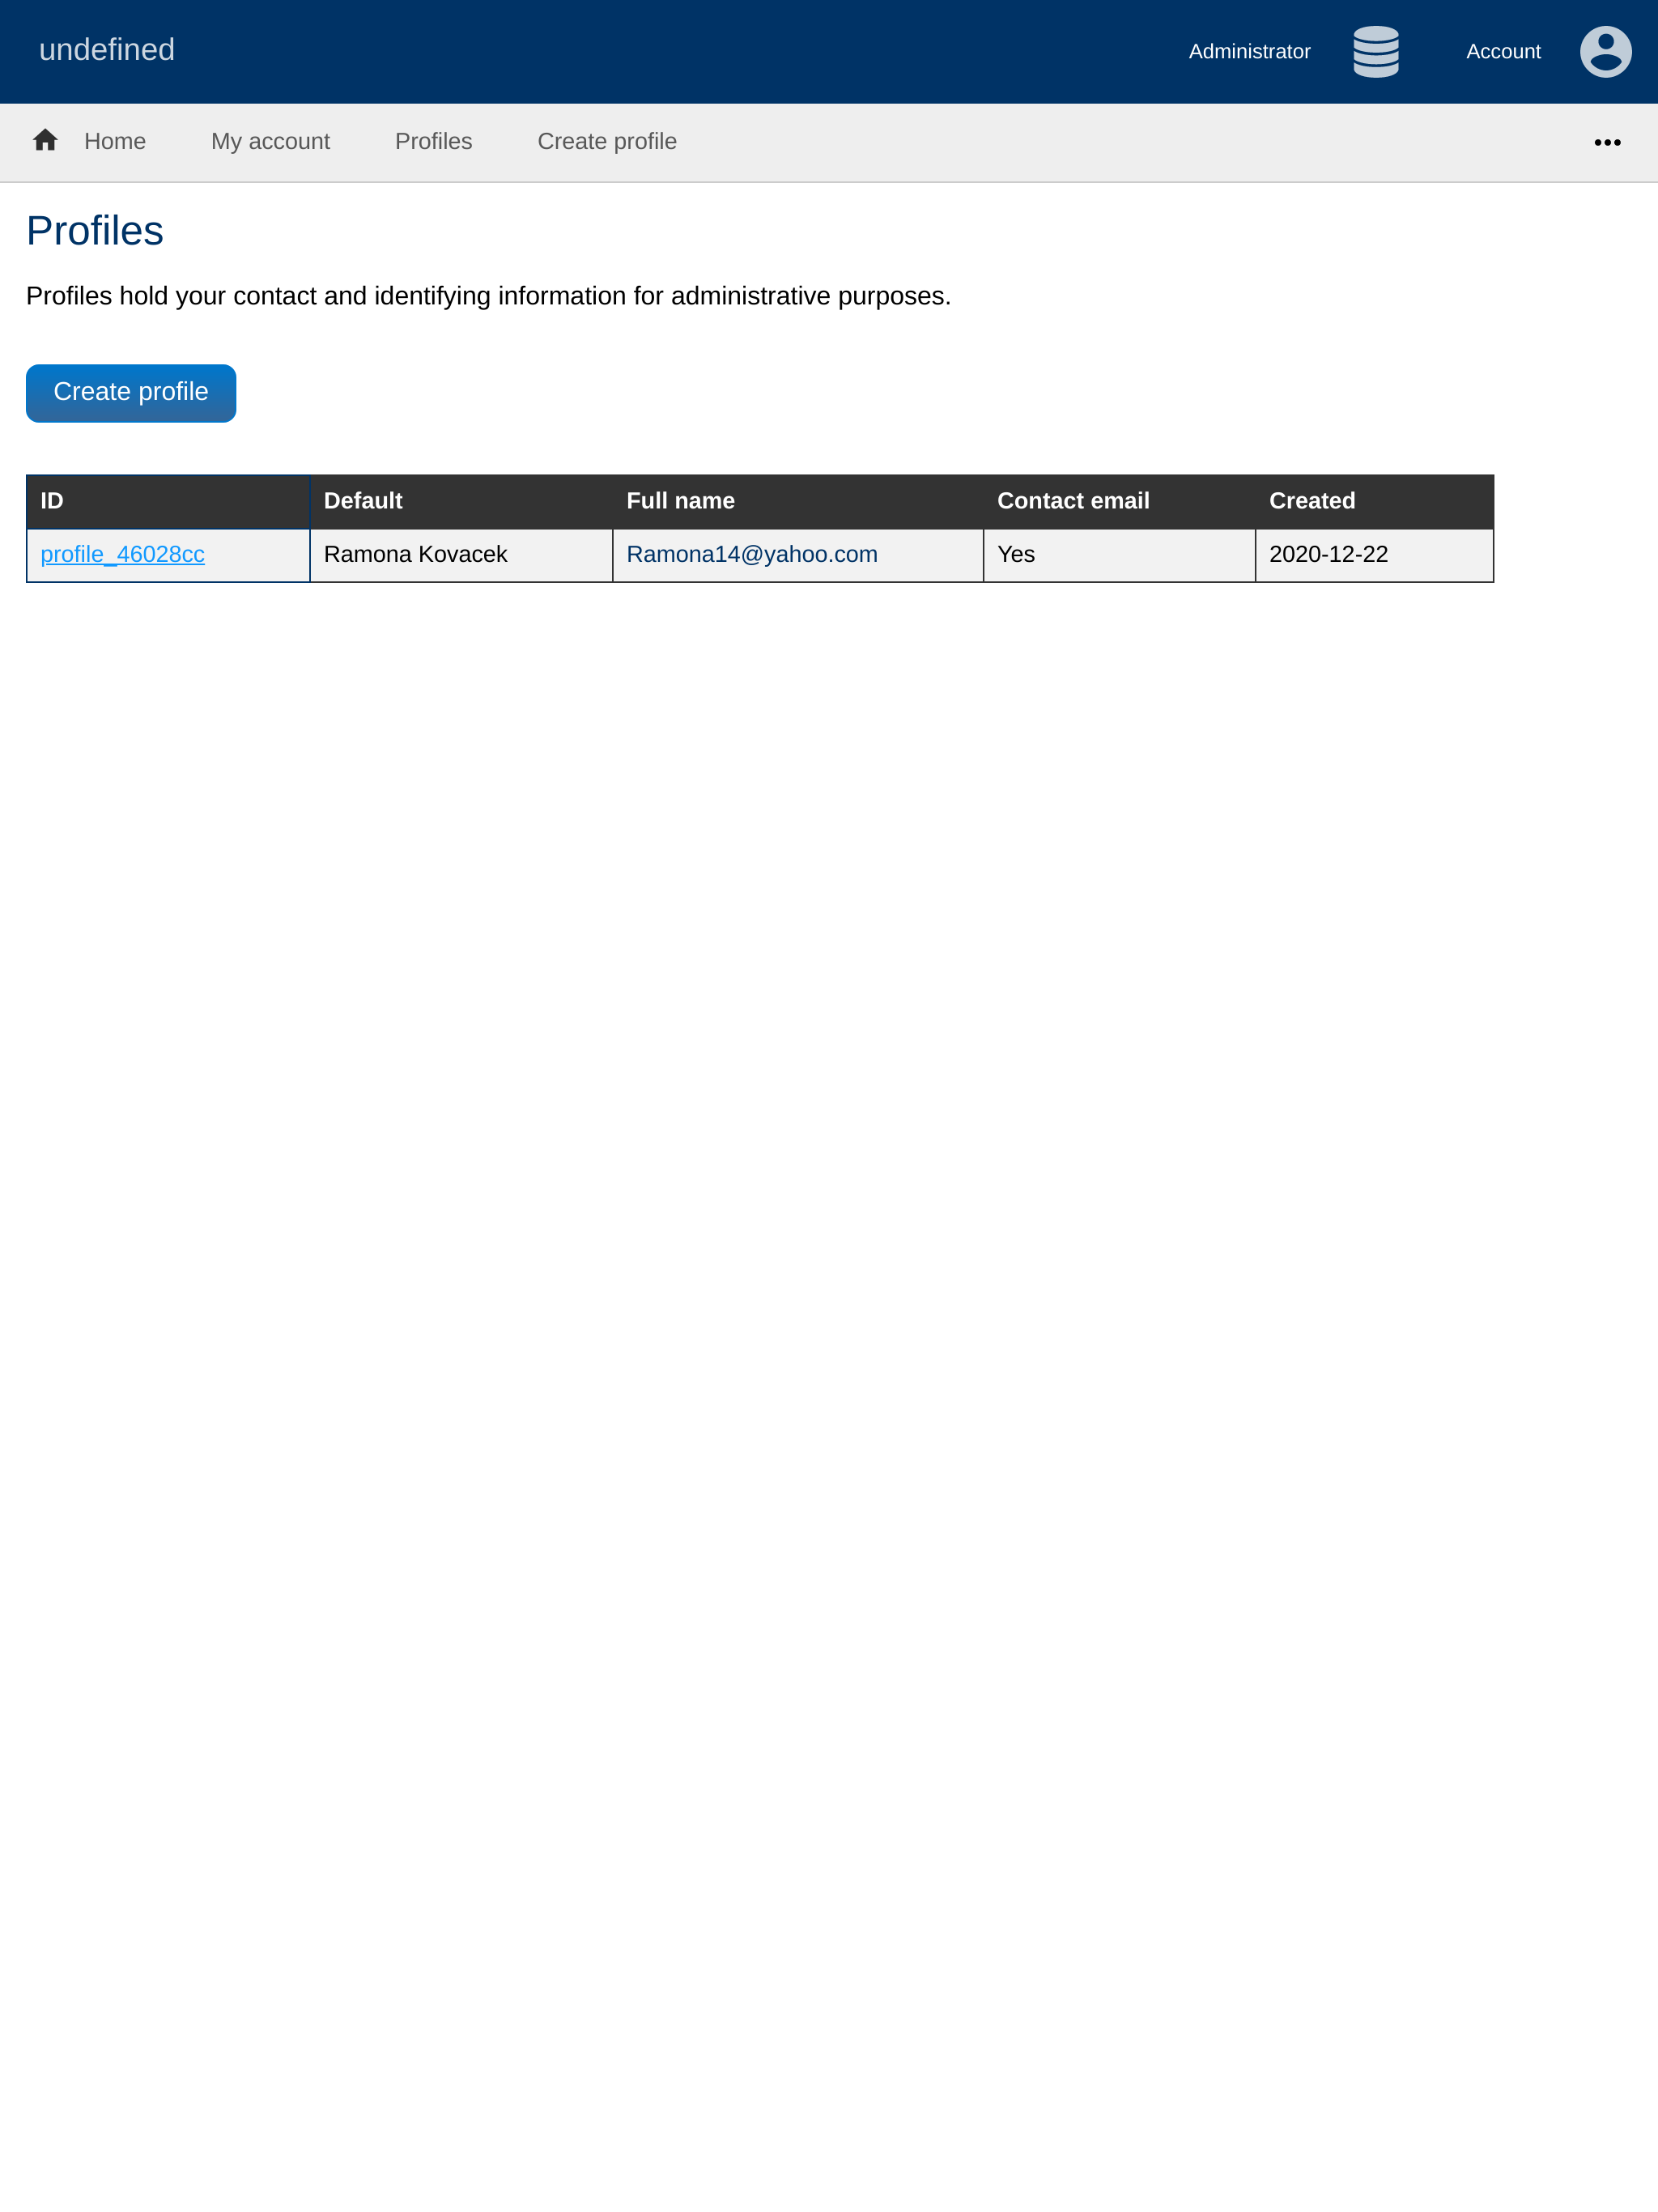 undefined Administrator Account
Home My account Profiles Create profile
Profiles
Profiles hold your contact and identifying information for administrative purposes.
Create profile
ID Default Full name Contact email Created
profile_46028cc Ramona Kovacek Ramona14@yahoo.com Yes 2020-12-22